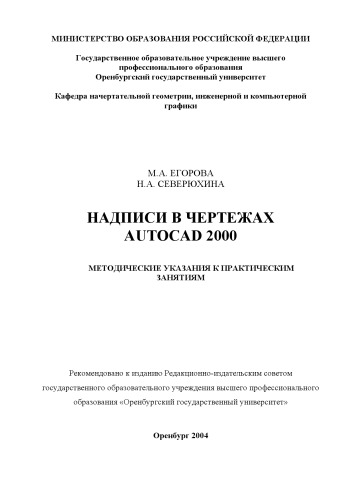 МИНИСТЕРСТВО ОБРАЗОВАНИЯ РОССИЙСКОЙ ФЕДЕРАЦИИ
Государственное образовательное учреждение высшего
профессионального образования
Оренбургский государственный университет
Кафедра начертательной геометрии, инженерной и компьютерной
графики
М.А. ЕГОРОВА
Н.А. СЕВЕРЮХИНА
НАДПИСИ В ЧЕРТЕЖАХ
AUTOCAD 2000
МЕТОДИЧЕСКИЕ УКАЗАНИЯ К ПРАКТИЧЕСКИМ
ЗАНЯТИЯМ
Рекомендовано к изданию Редакционно-издательским советом
государственного образовательного учреждения высшего профессионального
образования «Оренбургский государственный университет»
Оренбург 2004